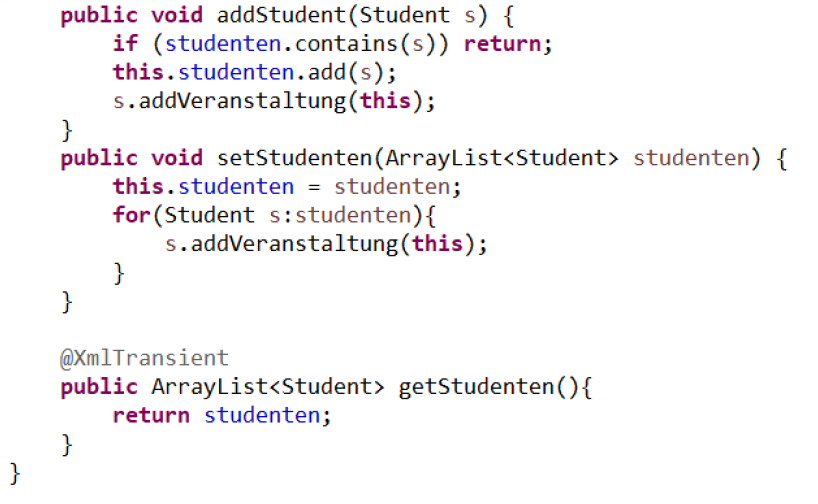 public void addStudent(Student s) {
if (studenten.contains(s)) return;
this.studenten.add(s);
s.addVeranstaltung(this);
}
public void setStudenten(ArrayList<Student> studenten) {
this.studenten = studenten;
for(Student s:studenten){
s.addVeranstaltung(this);
}
}
@XmlTransient
public ArrayList<Student> getStudenten(){
return studenten;
}
}